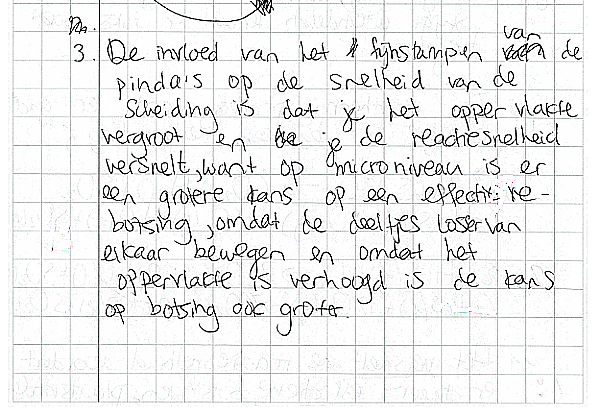 3. De invloed van het fijnstampen van de
pinda's op de snelheid van de
Scheiding is dat je het oppervlakte
vergroot en je de reactiesnelheid
versnelt, want op microniveau is er
een grotere kans op een effectieve
botsing, omdat de deeltjes loser van
elkaar bewegen en omdat het
oppervlakte is verhoogd is de kans
op botsing ook groter.